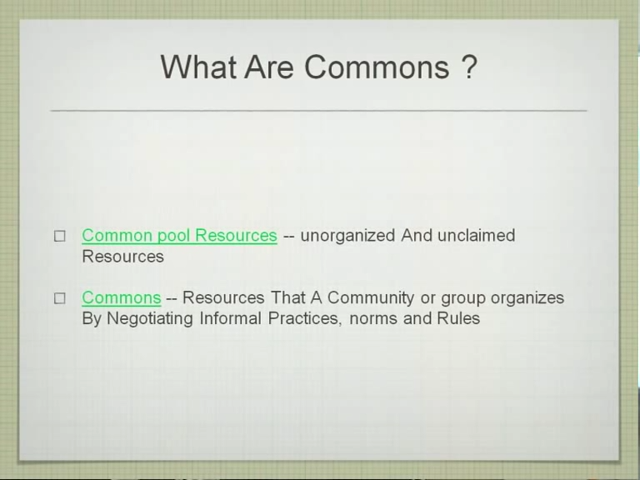 What Are Commons ?
Common pool Resources -- unorganized And unclaimed
Resources
Commons -- Resources That A Community or group organizes
By Negotiating Informal Practices, norms and Rules